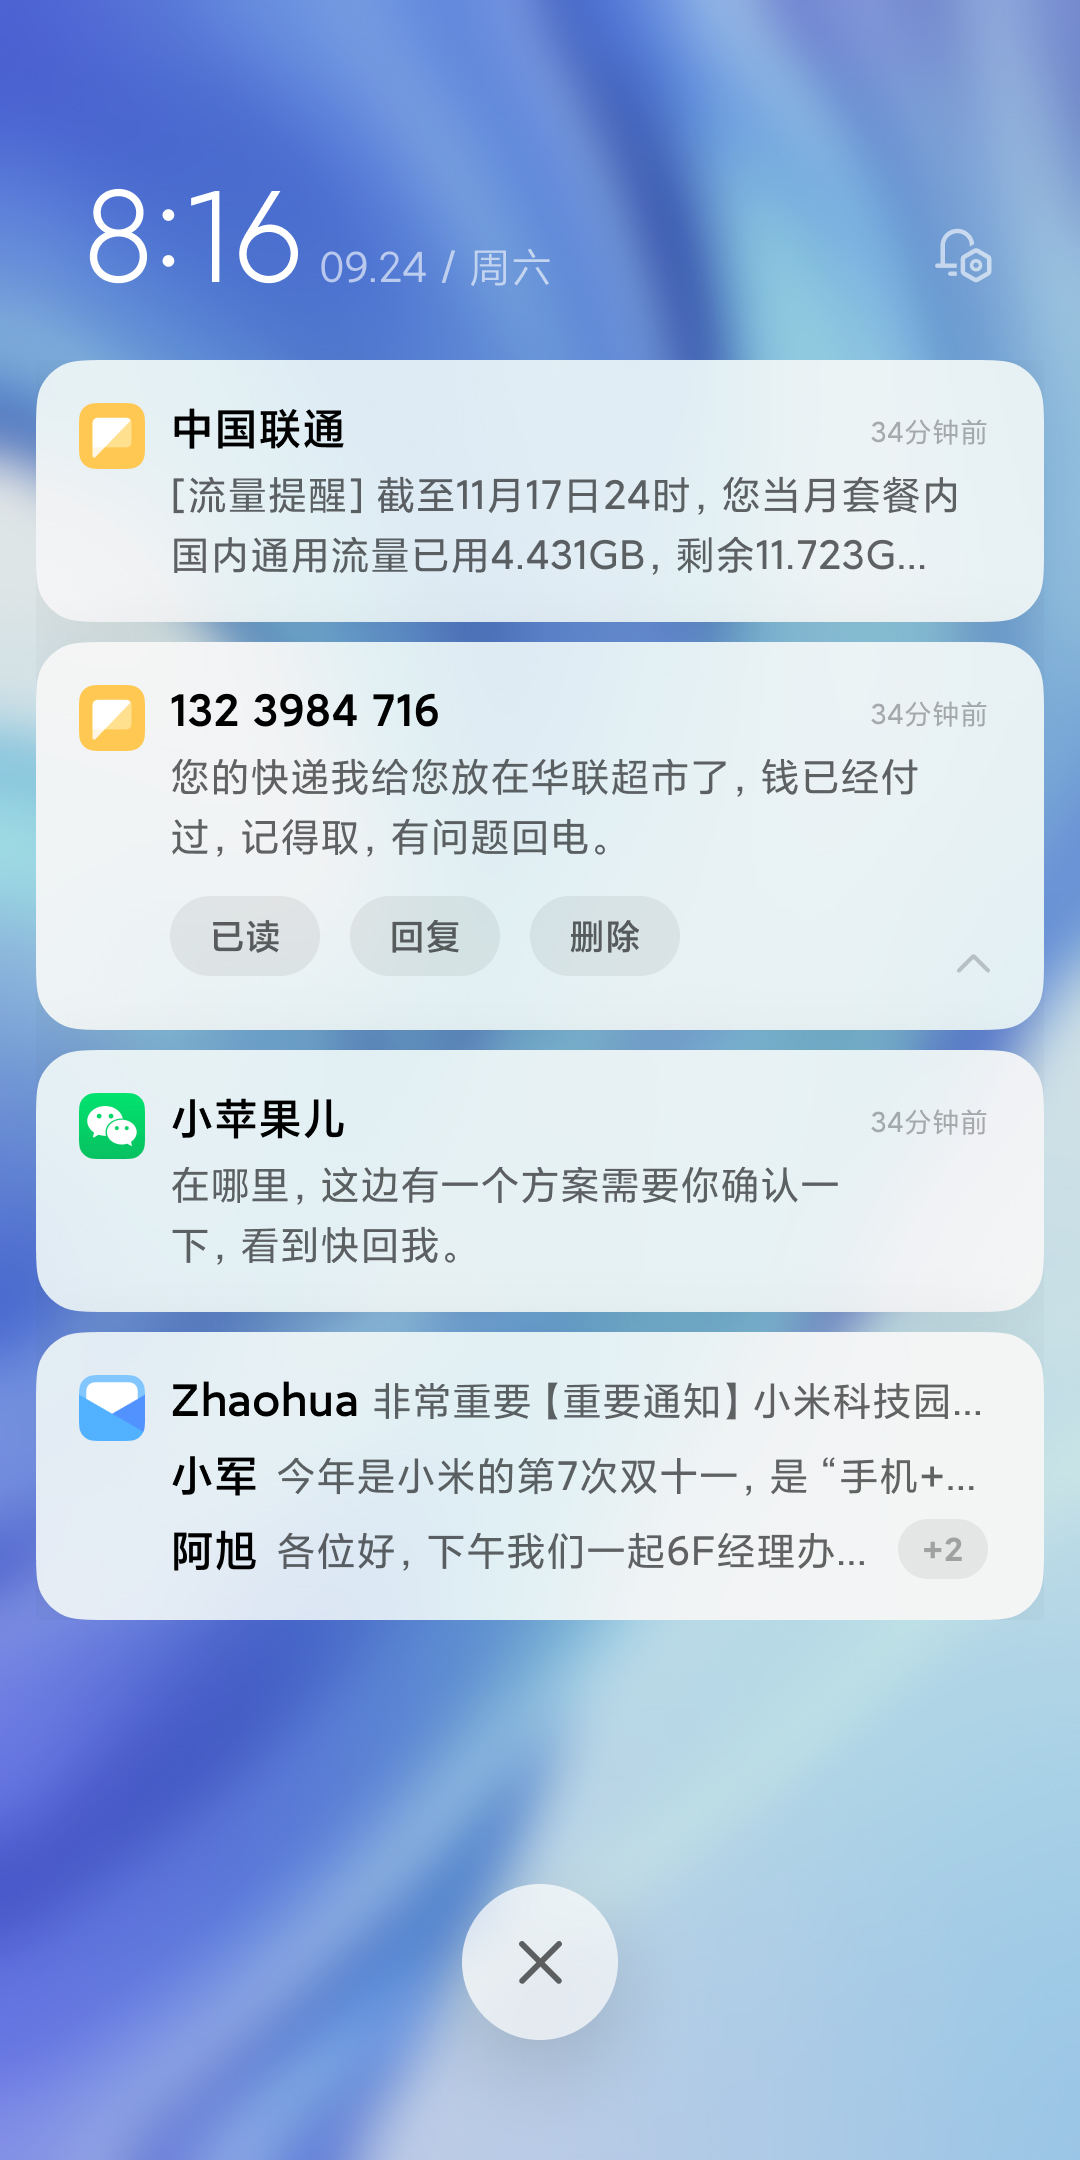 8:16 09.24 / 周六
中国联通 34分钟前
[流量提醒] 截至11月17日24时, 您当月套餐内
国内通用流量已用4.431GB, 剩余11.723G...
132 3984 716 34分钟前
您的快递我给您放在华联超市了, 钱已经付
过, 记得取, 有问题回电。
已读 回复 删除
小苹果儿 34分钟前
在哪里, 这边有一个方案需要你确认一
下, 看到快回我。
Zhaohua 非常重要【重要通知】小米科技园...
小军 今年是小米的第7次双十一, 是 “手机+...
阿旭 各位好, 下午我们一起6F经理办... +2